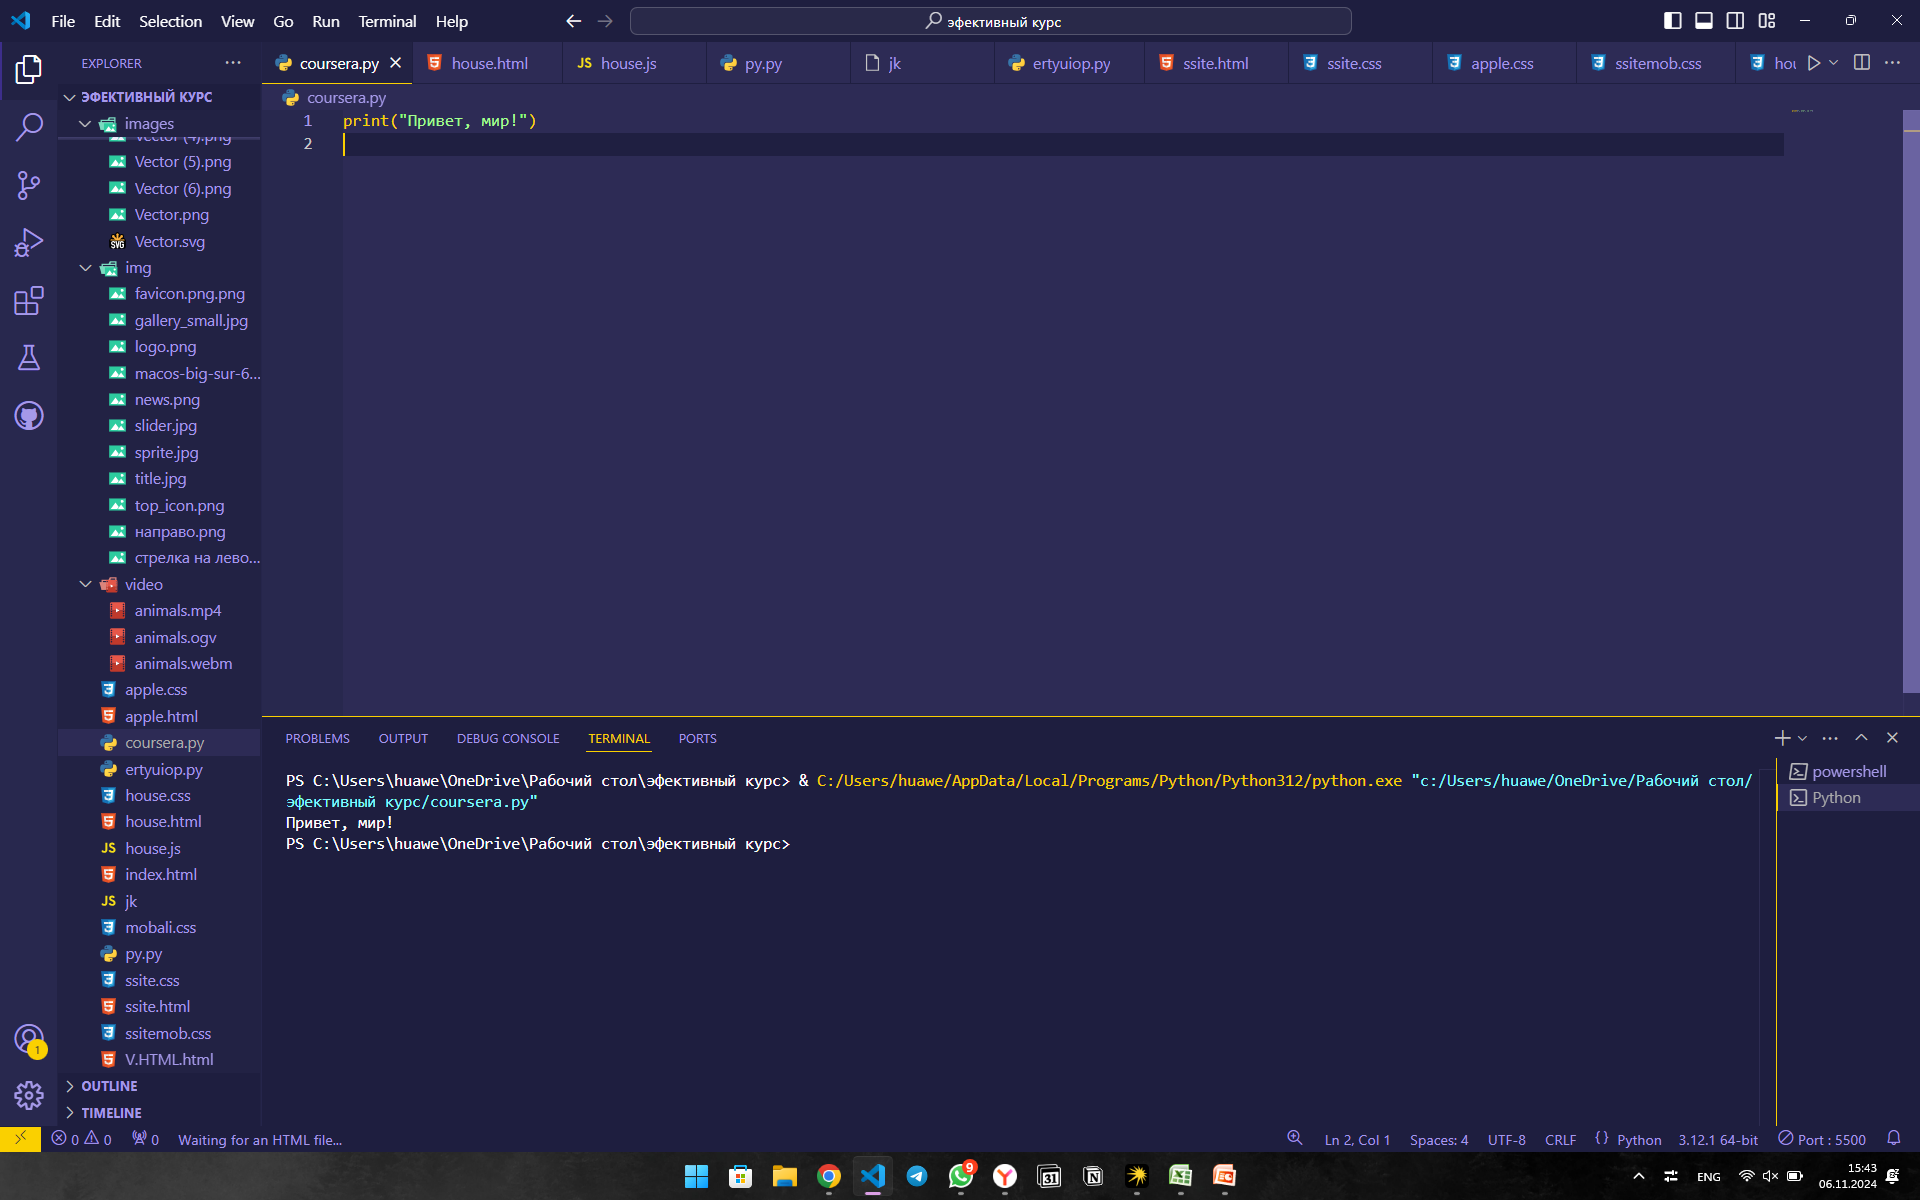 File Edit Selection View Go Run Terminal Help
эфективный курс
EXPLORER
coursera.py
house.html
JS house.js
py.py
jk
ertyuiop.py
ssite.html
ssite.css
apple.css
ssitemob.css
ЭФЕКТИВНЫЙ КУРС
images
Vector (4).png
Vector (5).png
Vector (6).png
Vector.png
SVG Vector.svg
img
favicon.png.png
gallery_small.jpg
logo.png
macos-big-sur-6...
news.png
slider.jpg
sprite.jpg
title.jpg
top_icon.png
направо.png
стрелка на лево...
video
animals.mp4
animals.ogv
animals.webm
apple.css
apple.html
coursera.py
ertyuiop.py
house.css
house.html
JS house.js
index.html
JS jk
mobali.css
py.py
ssite.css
ssite.html
ssitemob.css
V.HTML.html
OUTLINE
TIMELINE
coursera.py
1 print("Привет, мир!")
2
PROBLEMS OUTPUT DEBUG CONSOLE TERMINAL PORTS
PS C:\Users\huawe\OneDrive\Рабочий стол\эфективный курс> & C:/Users/huawe/AppData/Local/Programs/Python/Python312/python.exe "c:/Users/huawe/OneDrive/Рабочий стол/
эфективный курс/coursera.py"
Привет, мир!
PS C:\Users\huawe\OneDrive\Рабочий стол\эфективный курс>
powershell
Python
1
0 0 0 Waiting for an HTML file...
Ln 2, Col 1 Spaces: 4 UTF-8 CRLF {} Python 3.12.1 64-bit Port : 5500
9
31
ENG
15:43
06.11.2024